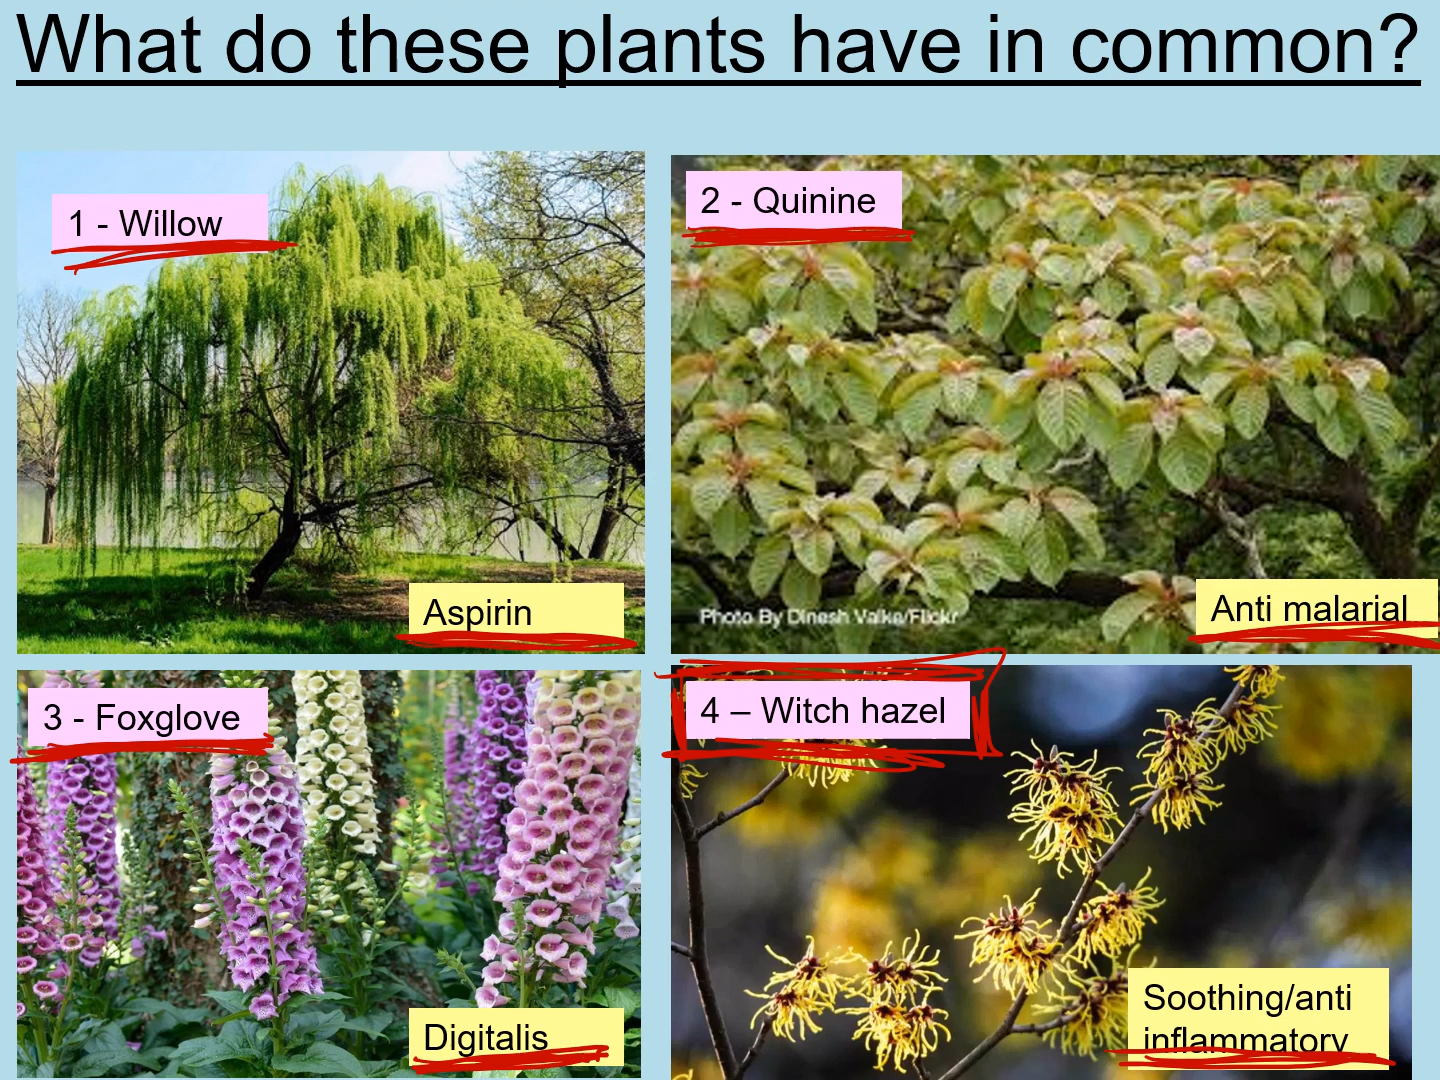 What do these plants have in common?
1 - Willow
2 - Quinine
Aspirin
Photo By Dinesh Valke/Flickr
Anti malarial
3 - Foxglove
4 – Witch hazel
Digitalis
Soothing/anti
inflammatory